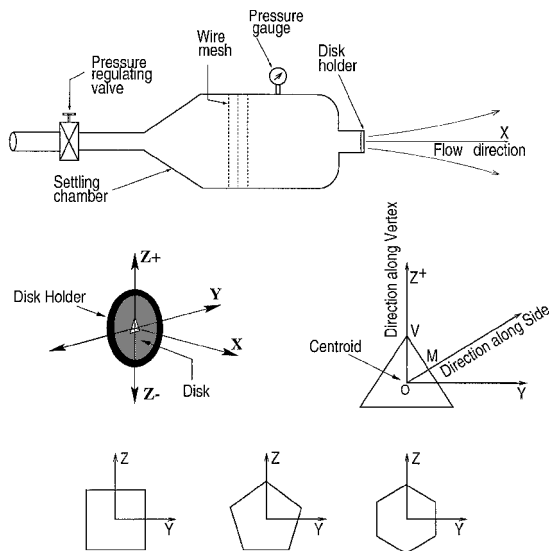 Pressure
gauge
Wire
mesh
Disk
holder
Pressure
regulating
valve
X
Flow direction
Settling
chamber
Z+
Y
Disk Holder
X
Disk
Z-
Direction along Vertex
Z+
V
M
Direction along Side
Centroid
O
Y
Z
Y
Z
Y
Z
Y